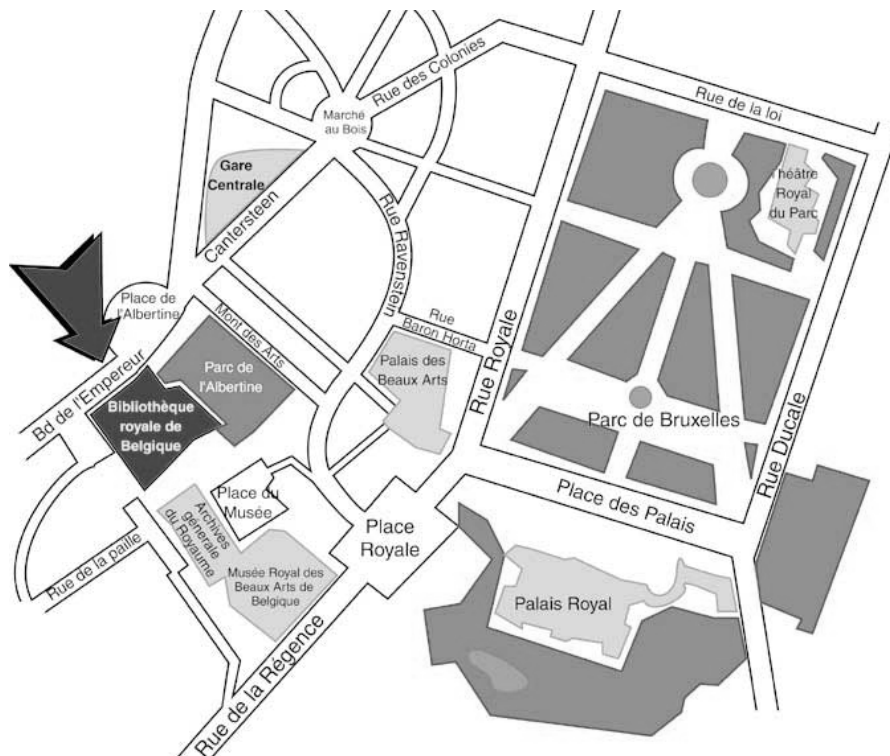 Rue des Colonies
Rue de la loi
Marché
au Bois
Gare
Centrale
Théâtre
Royal
du Parc
Cantersteen
Rue Ravenstein
Place de
l'Albertine
Mont des Arts
Rue
Baron Horta
Rue Royale
Bd de l'Empereur
Parc de
l'Albertine
Palais des
Beaux Arts
Parc de Bruxelles
Rue Ducale
Bibliothèque
royale de
Belgique
Place du
Musée
Place des Palais
Archives
génerale
du Royaume
Place
Royale
Rue de la paille
Musée Royal des
Beaux Arts de
Belgique
Palais Royal
Rue de la Régence